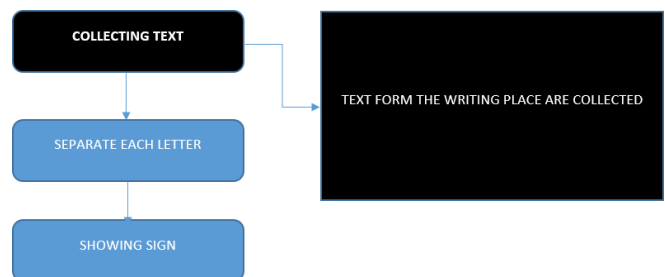 COLLECTING TEXT
TEXT FORM THE WRITING PLACE ARE COLLECTED
SEPARATE EACH LETTER
SHOWING SIGN